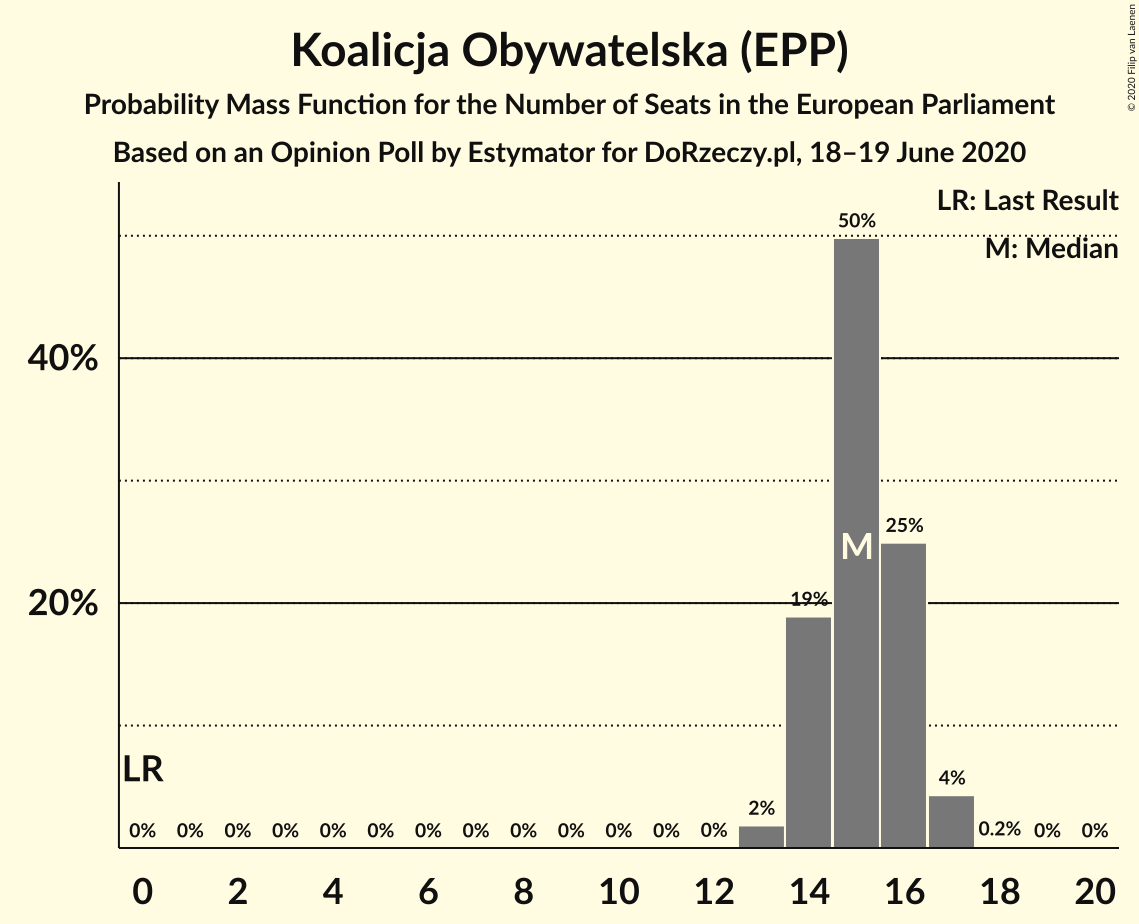 Koalicja Obywatelska (EPP)
Probability Mass Function for the Number of Seats in the European Parliament
Based on an Opinion Poll by Estymator for DoRzeczy.pl, 18–19 June 2020
© 2020 Filip van Laenen
LR: Last Result
M: Median
50%
40%
25%
M
20%
19%
LR
4%
2%
0% 0% 0% 0% 0% 0% 0% 0% 0% 0% 0% 0% 0% 0.2% 0% 0%
0 2 4 6 8 10 12 14 16 18 20